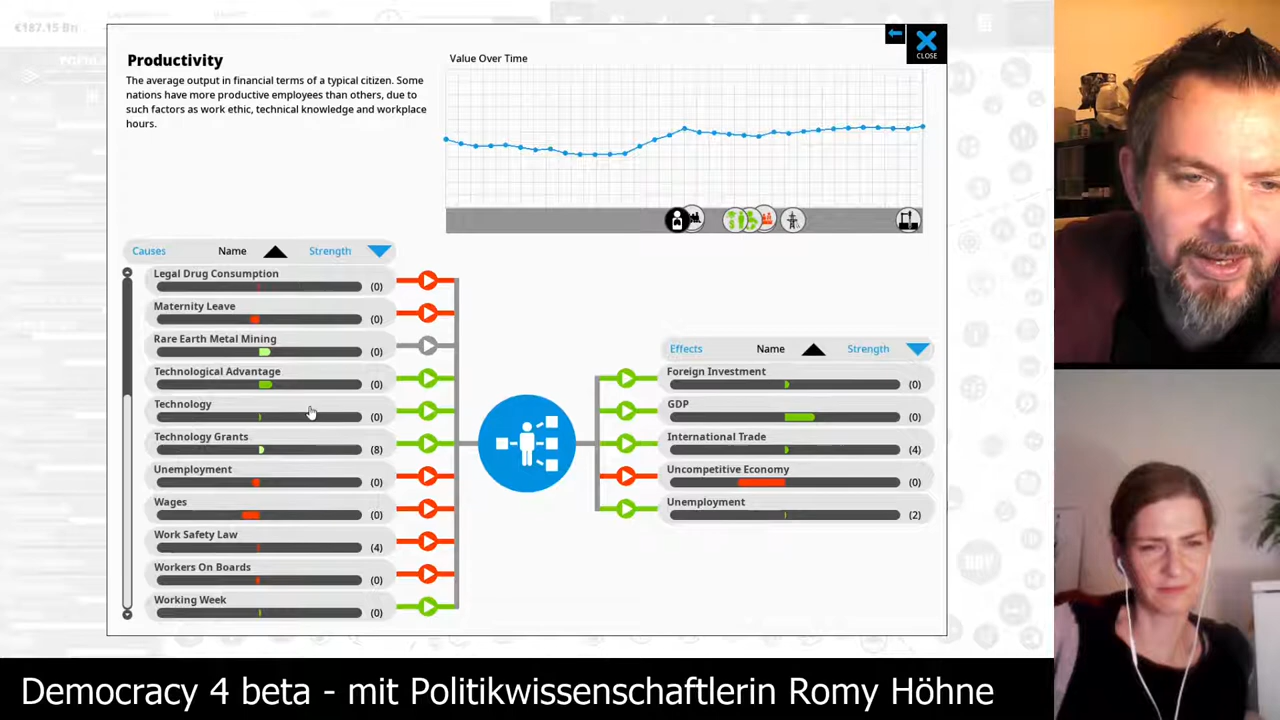 €187.15 Bn
Productivity
The average output in financial terms of a typical citizen. Some
nations have more productive employees than others, due to
such factors as work ethic, technical knowledge and workplace
hours.
Value Over Time
CLOSE
Causes Name Strength
Legal Drug Consumption
(0)
Maternity Leave
(0)
Rare Earth Metal Mining
(0)
Technological Advantage
(0)
Technology
(0)
Technology Grants
(8)
Unemployment
(0)
Wages
(0)
Work Safety Law
(4)
Workers On Boards
(0)
Working Week
(0)
Effects Name Strength
Foreign Investment
(0)
GDP
(0)
International Trade
(4)
Uncompetitive Economy
(0)
Unemployment
(2)
Democracy 4 beta - mit Politikwissenschaftlerin Romy Höhne